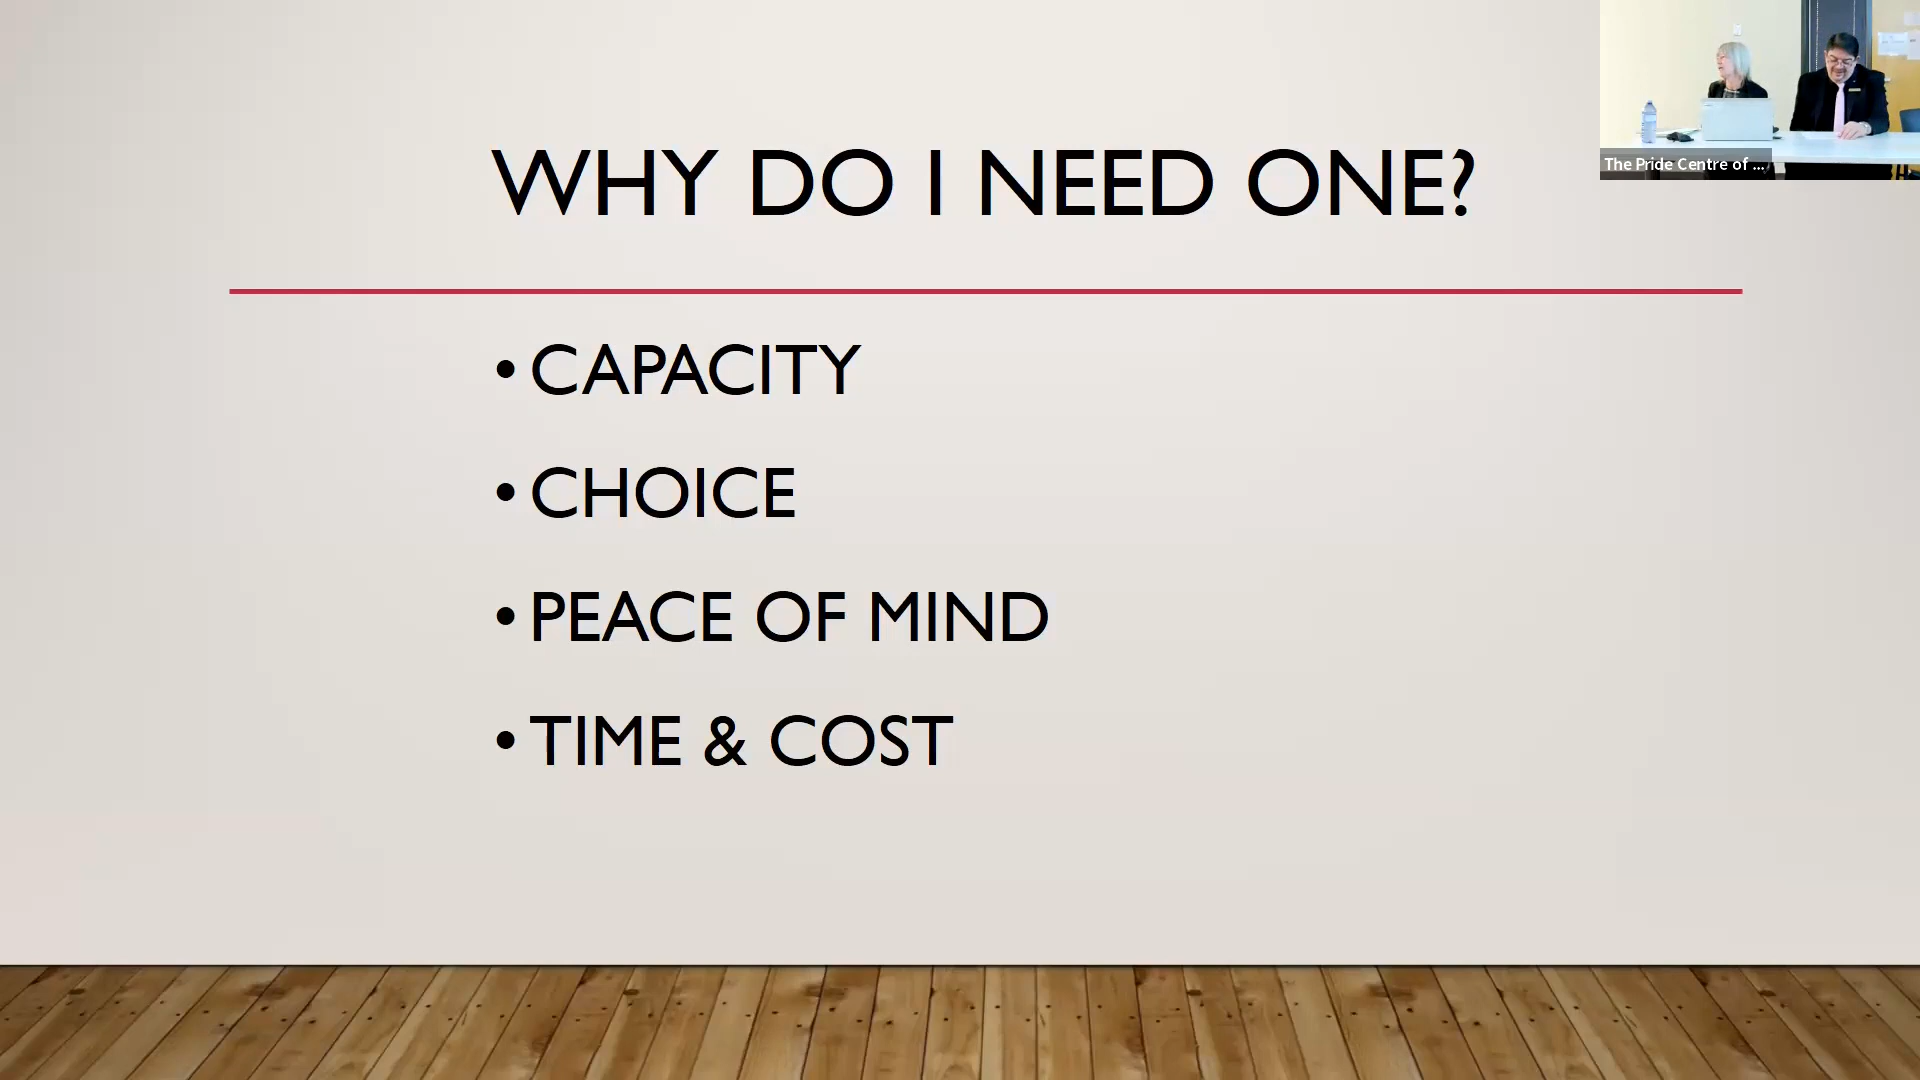 WHY DO I NEED ONE?
• CAPACITY
• CHOICE
• PEACE OF MIND
• TIME & COST
The Pride Centre of ...